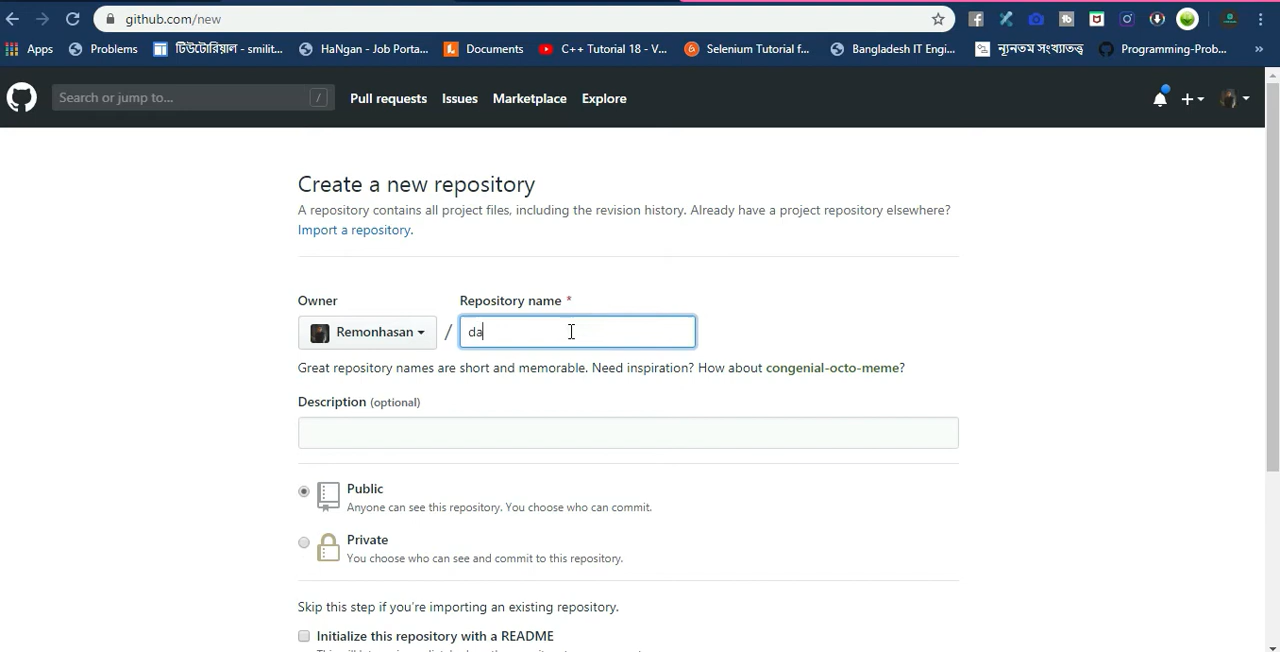 github.com/new
Apps Problems টিউটোরিয়াল - smilit... HaNgan - Job Porta... Documents C++ Tutorial 18 - V... Selenium Tutorial f... Bangladesh IT Engi... ন্যূনতম সংখ্যাতত্ত্ব Programming-Prob... »
Search or jump to... / Pull requests Issues Marketplace Explore
Create a new repository
A repository contains all project files, including the revision history. Already have a project repository elsewhere?
Import a repository.
Owner Repository name *
Remonhasan / da
Great repository names are short and memorable. Need inspiration? How about congenial-octo-meme?
Description (optional)
Public
Anyone can see this repository. You choose who can commit.
Private
You choose who can see and commit to this repository.
Skip this step if you're importing an existing repository.
Initialize this repository with a README